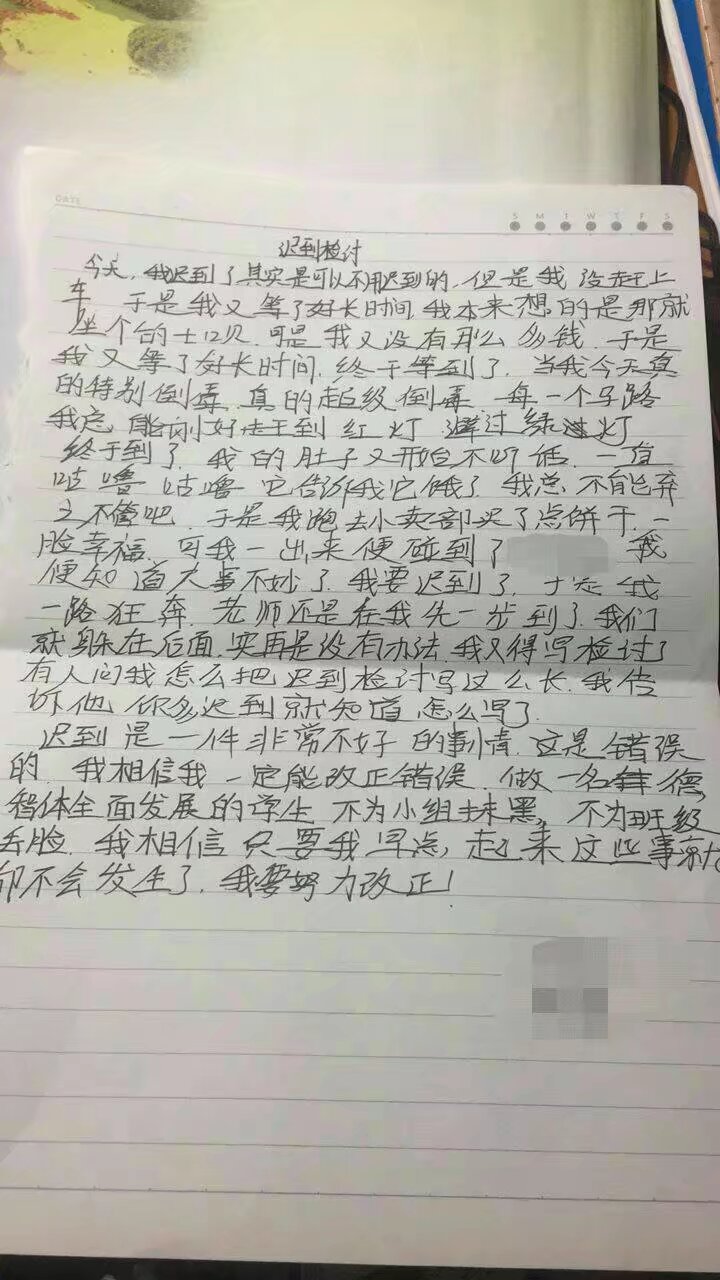 DATE
S M T W T F S
迟到检讨
今天,我迟到了其实是可以不用迟到的,但是我没赶上
车,于是我又等了好长时间,我本来想的是那就
坐个的士呗.可是我又没有那么多钱.于是
我又等了好长时间.终于等到了.当我今天真
的特别倒毒.真的超级倒毒.每一个马路
我总能刚好赶到红灯 过绿灯
终于到了.我的肚子又开始不听话.一直
咕噜 咕噜 它告诉我它饿了.我总不能弃
之不管吧.于是我跑去小卖部买了点饼干.一
脸幸福.可我一出来便碰到了 我
便知道大事不妙了.我要迟到了.于是我
一路狂奔.老师还是在我先一步到了.我们
就躲在后面.实再是没有办法.我又得写检讨了
有人问我怎么把迟到检讨写这么长.我告
诉他 你多迟到就知道怎么写了.
迟到是一件非常不好的事情.这是错误
的.我相信我一定能改正错误.做一名德,
智体全面发展的学生 不为小组抹黑,不为班级
丢脸.我相信只要我早点起来这些事就
都不会发生了.我要努力改正!